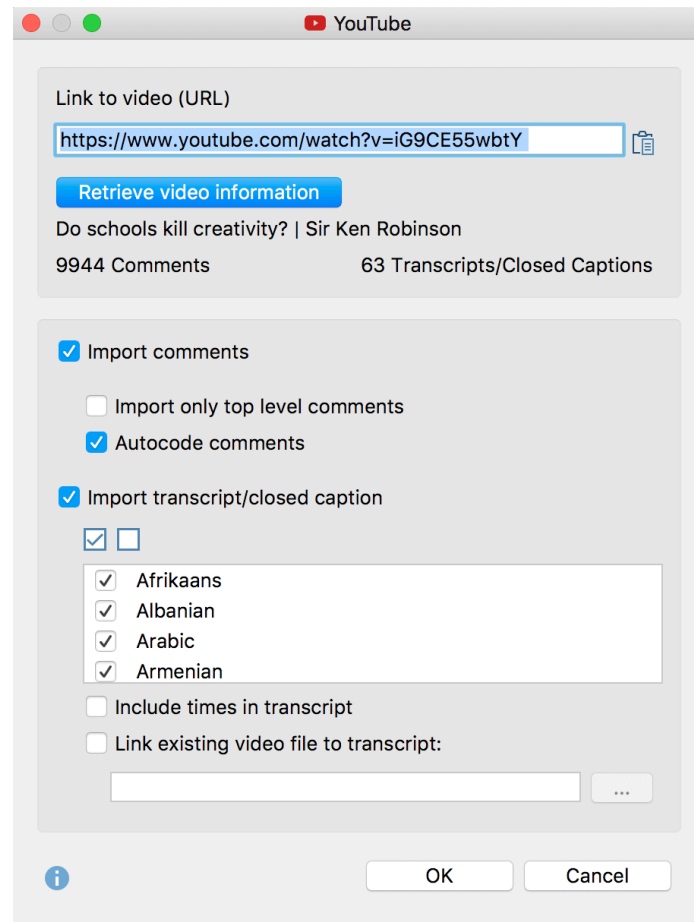 YouTube
Link to video (URL)
https://www.youtube.com/watch?v=iG9CE55wbtY
Retrieve video information
Do schools kill creativity? | Sir Ken Robinson
9944 Comments 63 Transcripts/Closed Captions
Import comments
Import only top level comments
Autocode comments
Import transcript/closed caption
Afrikaans
Albanian
Arabic
Armenian
Include times in transcript
Link existing video file to transcript:
...
OK Cancel